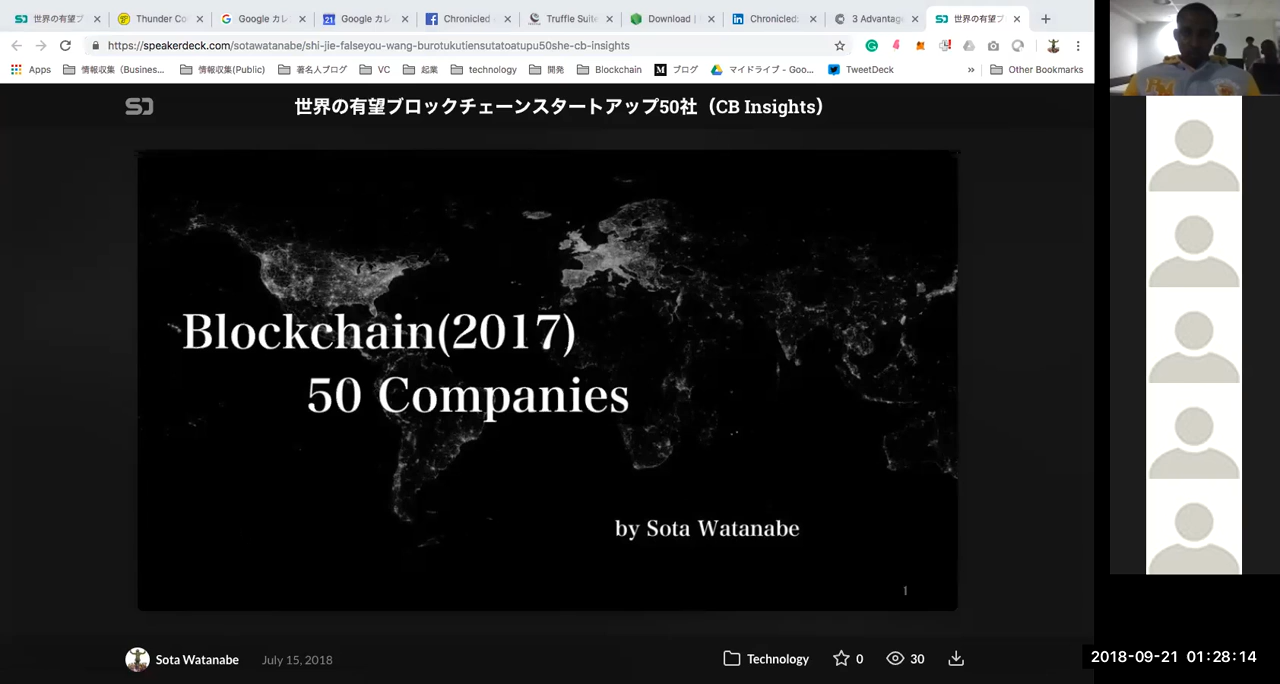 世界の有望ブ
Thunder Co
Google カレ
Google カレ
Chronicled
Truffle Suite
Download |
Chronicled:
3 Advantage
世界の有望ブ
https://speakerdeck.com/sotawatanabe/shi-jie-falseyou-wang-burotukutiensutatoatupu50she-cb-insights
Apps
情報収集（Busines...
情報収集(Public)
著名人ブログ
VC
起業
technology
開発
Blockchain
ブログ
マイドライブ - Goo...
TweetDeck
»
Other Bookmarks
世界の有望ブロックチェーンスタートアップ50社（CB Insights）
Blockchain(2017)
50 Companies
by Sota Watanabe
1
Sota Watanabe
July 15, 2018
Technology
0
30
2018-09-21 01:28:14